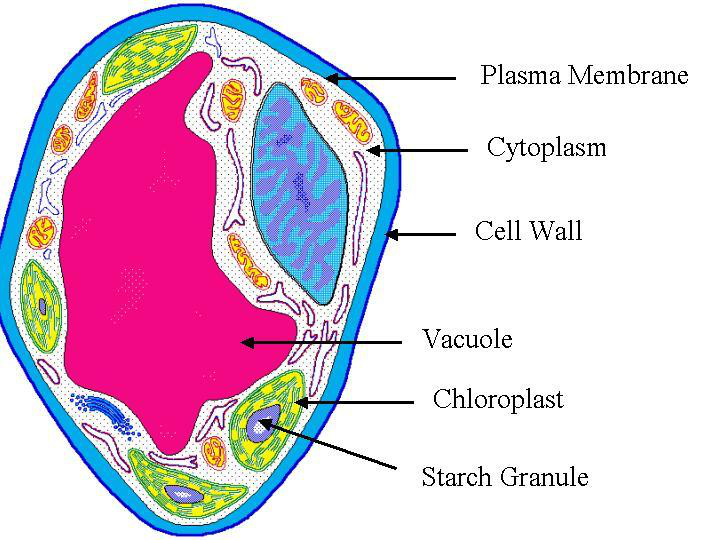 Plasma Membrane
Cytoplasm
Cell Wall
Vacuole
Chloroplast
Starch Granule